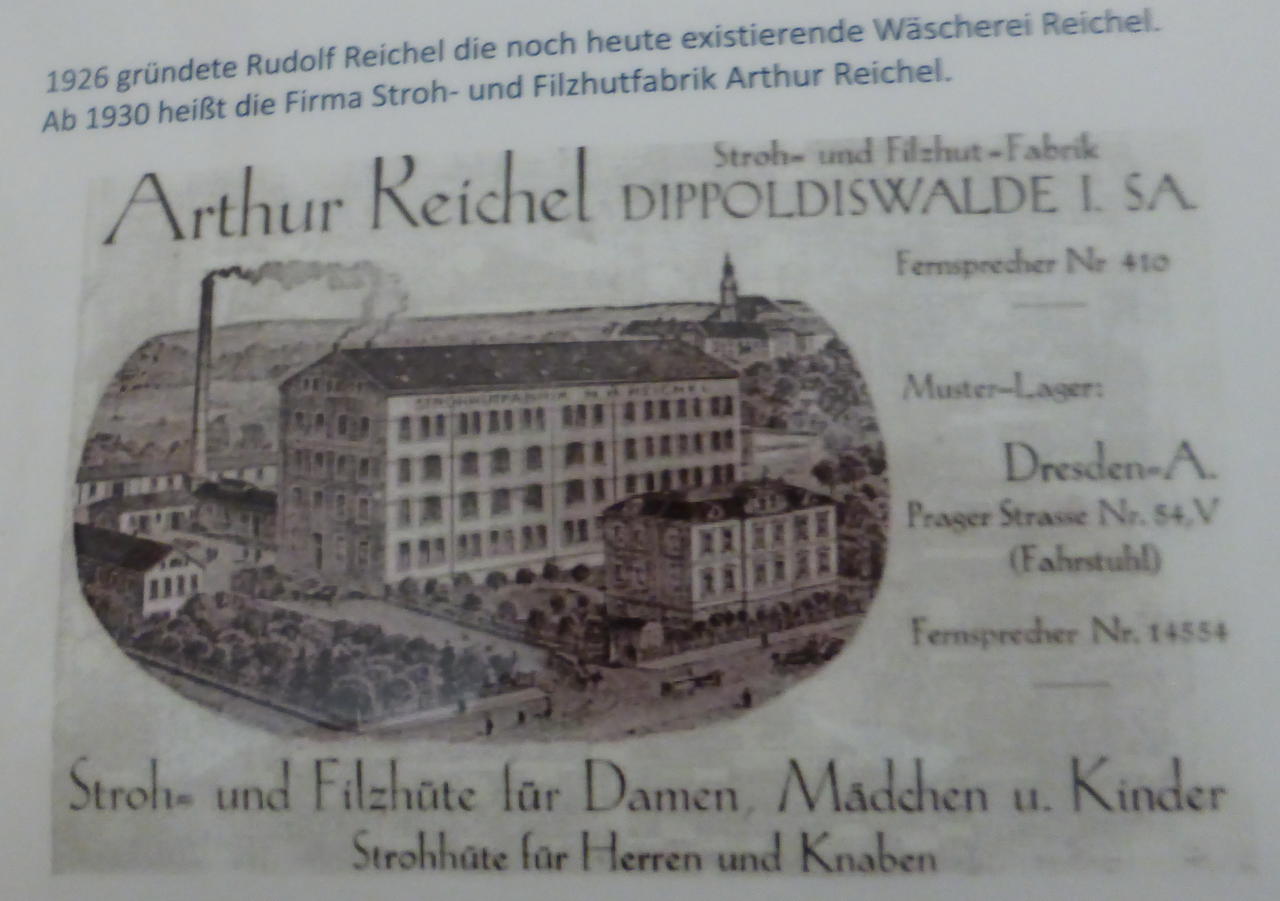 1926 gründete Rudolf Reichel die noch heute existierende Wäscherei Reichel.
Ab 1930 heißt die Firma Stroh- und Filzhutfabrik Arthur Reichel.
Stroh- und Filzhut-Fabrik
Arthur Reichel DIPPOLDISWALDE I. SA.
Fernsprecher Nr 410
Muster-Lager:
Dresden-A.
Prager Strasse Nr. 54, V
(Fahrstuhl)
Fernsprecher Nr. 14554
STROHHUTFABRIK H.H. REICHEL
Stroh- und Filzhüte für Damen, Mädchen u. Kinder
Strohhüte für Herren und Knaben